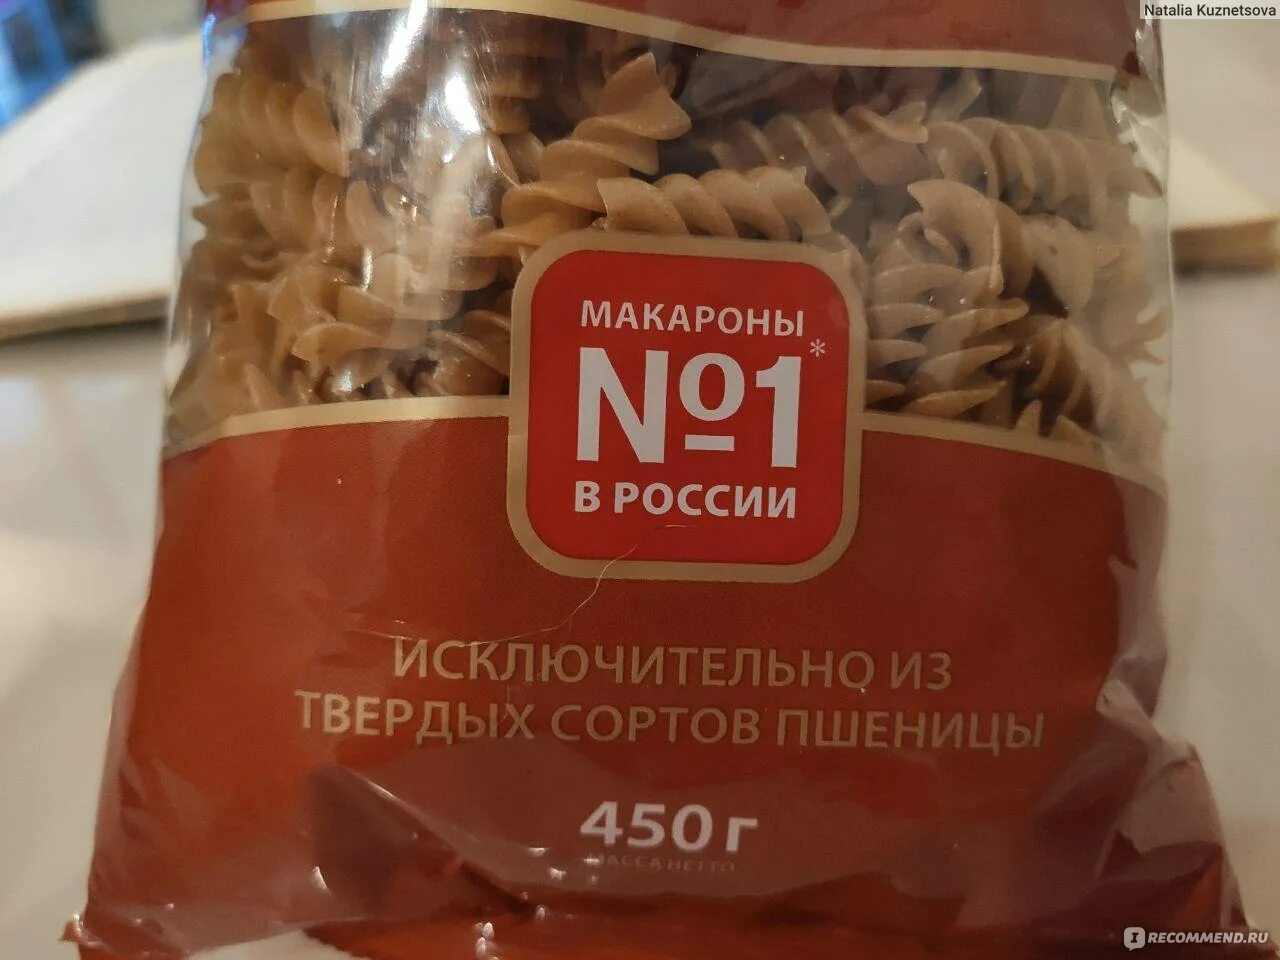 Natalia Kuznetsova
МАКАРОНЫ
№1*
В РОССИИ
ИСКЛЮЧИТЕЛЬНО ИЗ
ТВЕРДЫХ СОРТОВ ПШЕНИЦЫ
450 г
МАССА НЕТТО
I RECOMMEND.RU